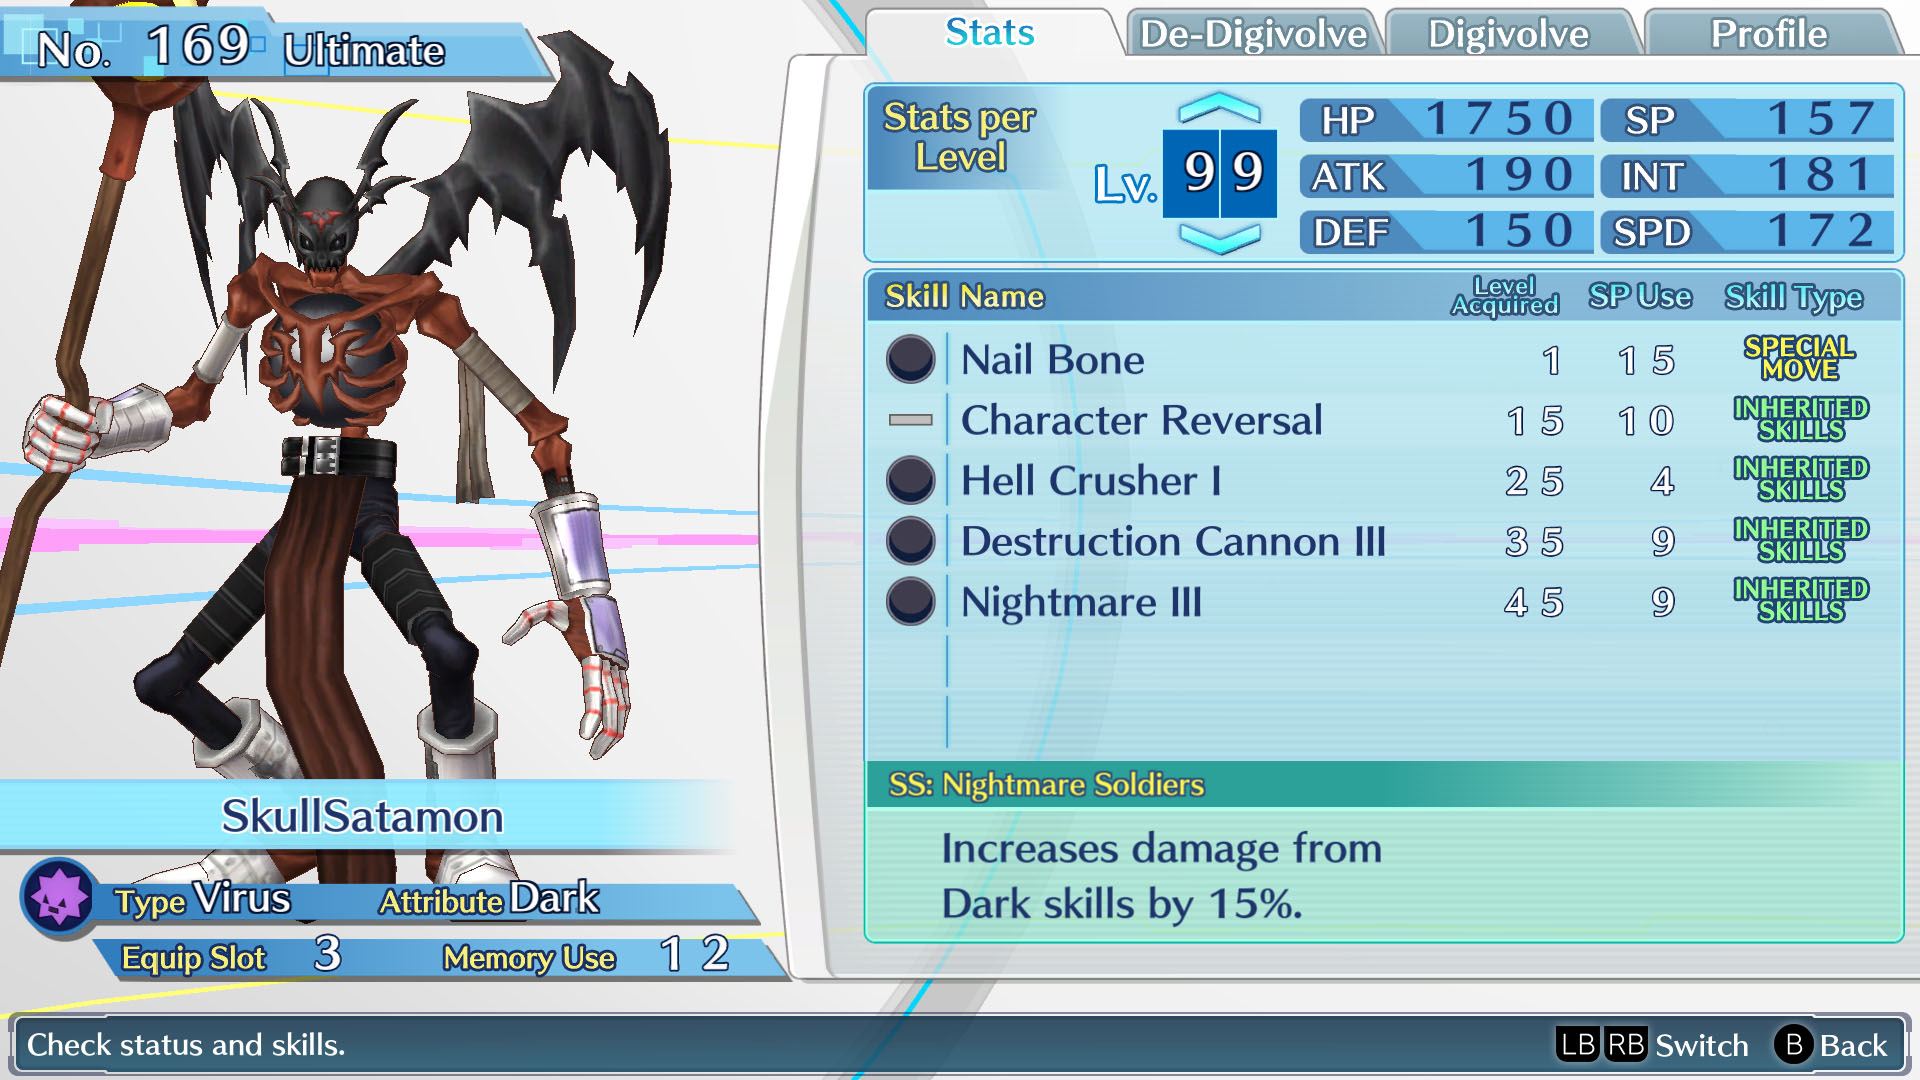 No. 169 Ultimate
Stats
De-Digivolve
Digivolve
Profile
Stats per
Level
Lv. 99
HP 1750
SP 157
ATK 190
INT 181
DEF 150
SPD 172
Skill Name
Level
Acquired
SP Use
Skill Type
Nail Bone 1 15 SPECIAL
MOVE
Character Reversal 15 10 INHERITED
SKILLS
Hell Crusher I 25 4 INHERITED
SKILLS
Destruction Cannon III 35 9 INHERITED
SKILLS
Nightmare III 45 9 INHERITED
SKILLS
SS: Nightmare Soldiers
Increases damage from
Dark skills by 15%.
SkullSatamon
Type Virus Attribute Dark
Equip Slot 3 Memory Use 12
Check status and skills.
LB RB Switch B Back